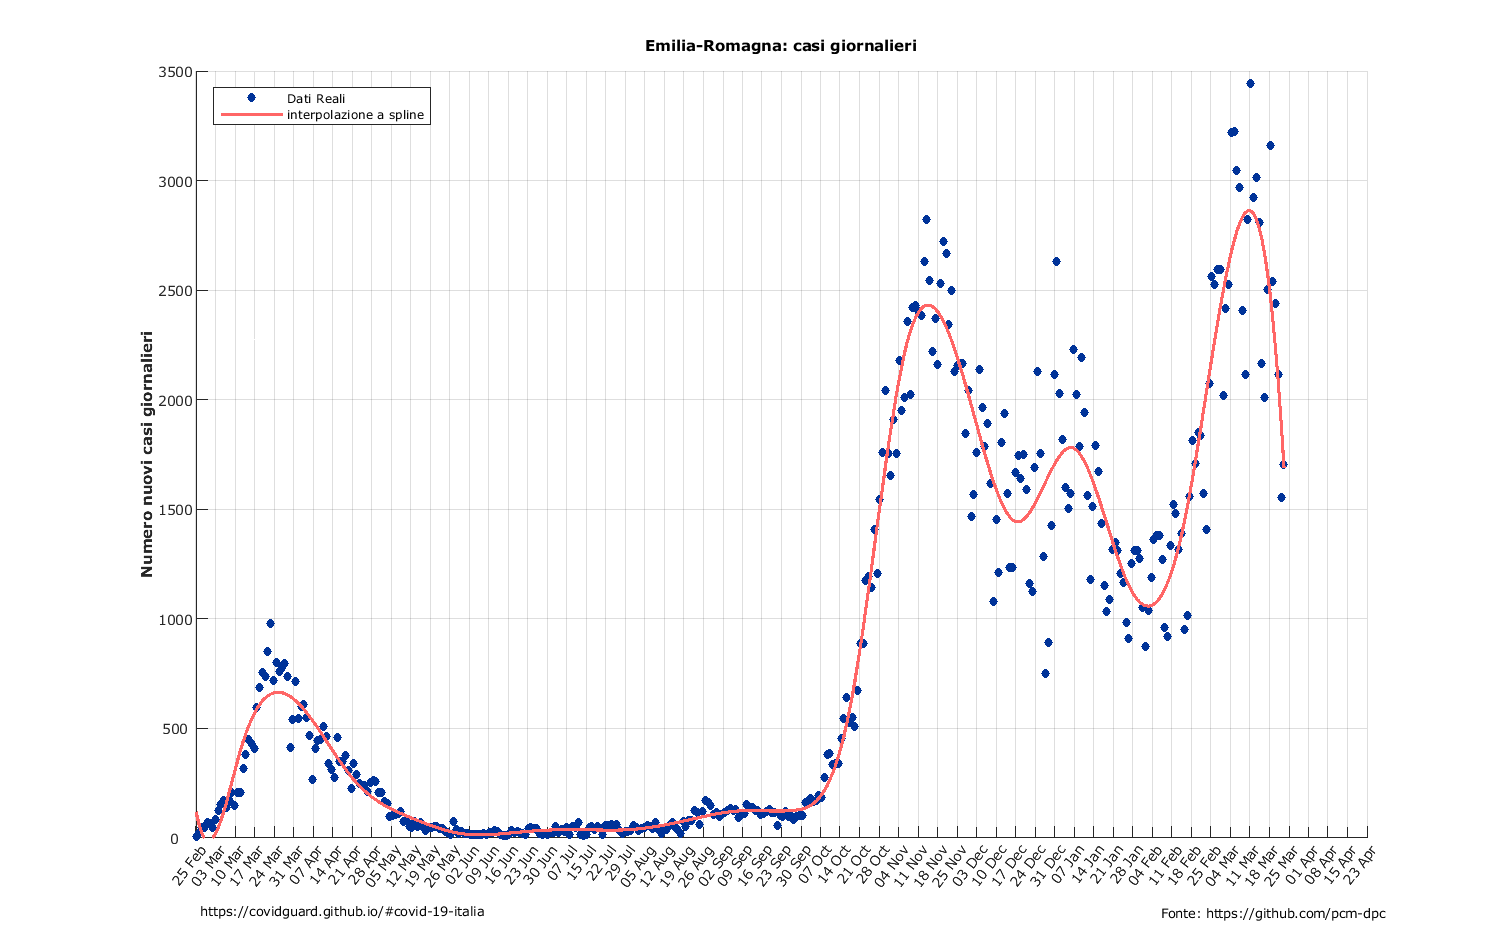 Emilia-Romagna: casi giornalieri
3500
3000
2500
2000
1500
1000
500
0
Numero nuovi casi giornalieri
Dati Reali
interpolazione a spline
25 Feb
03 Mar
10 Mar
17 Mar
24 Mar
31 Mar
07 Apr
14 Apr
21 Apr
28 Apr
05 May
12 May
19 May
26 May
02 Jun
09 Jun
16 Jun
23 Jun
30 Jun
07 Jul
15 Jul
22 Jul
29 Jul
05 Aug
12 Aug
19 Aug
26 Aug
02 Sep
09 Sep
16 Sep
23 Sep
30 Sep
07 Oct
14 Oct
21 Oct
28 Oct
04 Nov
11 Nov
18 Nov
25 Nov
03 Dec
10 Dec
17 Dec
24 Dec
31 Dec
07 Jan
14 Jan
21 Jan
28 Jan
04 Feb
11 Feb
18 Feb
25 Feb
04 Mar
11 Mar
18 Mar
25 Mar
01 Apr
08 Apr
15 Apr
23 Apr
https://covidguard.github.io/#covid-19-italia
Fonte: https://github.com/pcm-dpc